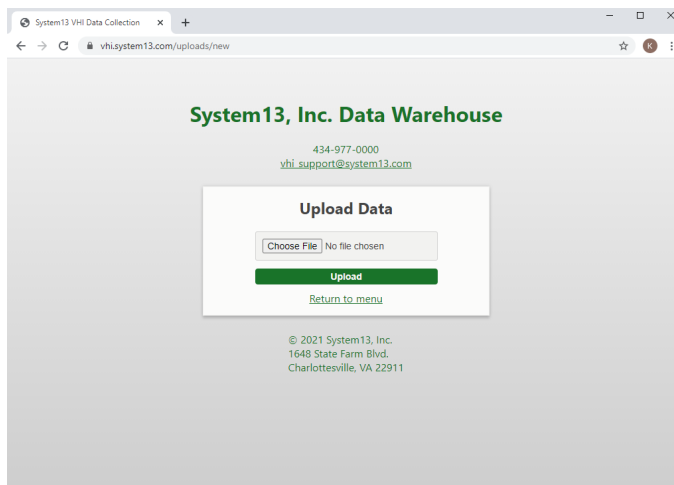 System13 VHI Data Collection
vhi.system13.com/uploads/new
K
System13, Inc. Data Warehouse
434-977-0000
vhi_support@system13.com
Upload Data
Choose File No file chosen
Upload
Return to menu
© 2021 System13, Inc.
1648 State Farm Blvd.
Charlottesville, VA 22911